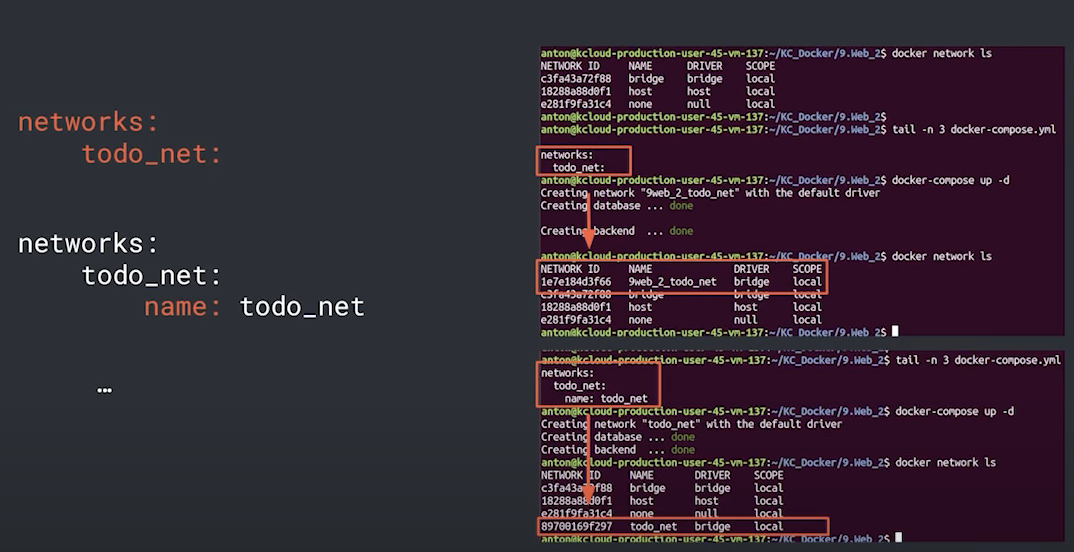 networks:
    todo_net:
networks:
    todo_net:
        name: todo_net
...
anton@kcloud-production-user-45-vm-137:~/KC_Docker/9.Web_2$ docker network ls
NETWORK ID     NAME     DRIVER     SCOPE
c3fa43a72f88   bridge   bridge     local
18288a88d0f1   host     host       local
e281f9fa31c4   none     null       local
anton@kcloud-production-user-45-vm-137:~/KC_Docker/9.Web_2$
anton@kcloud-production-user-45-vm-137:~/KC_Docker/9.Web_2$ tail -n 3 docker-compose.yml
networks:
  todo_net:
anton@kcloud-production-user-45-vm-137:~/KC_Docker/9.Web_2$ docker-compose up -d
Creating network "9web_2_todo_net" with the default driver
Creating database ... done
Creating backend  ... done
anton@kcloud-production-user-45-vm-137:~/KC_Docker/9.Web_2$ docker network ls
NETWORK ID     NAME              DRIVER    SCOPE
1e7e184d3f66   9web_2_todo_net   bridge    local
c3fa43a72f88   bridge            bridge    local
18288a88d0f1   host              host      local
e281f9fa31c4   none              null      local
anton@kcloud-production-user-45-vm-137:~/KC_Docker/9.Web_2$
anton@kcloud-production-user-45-vm-137:~/KC_Docker/9.Web_2$ tail -n 3 docker-compose.yml
networks:
  todo_net:
    name: todo_net
anton@kcloud-production-user-45-vm-137:~/KC_Docker/9.Web_2$ docker-compose up -d
Creating network "todo_net" with the default driver
Creating database ... done
Creating backend  ... done
anton@kcloud-production-user-45-vm-137:~/KC_Docker/9.Web_2$ docker network ls
NETWORK ID     NAME       DRIVER    SCOPE
c3fa43a72f88   bridge     bridge    local
18288a88d0f1   host       host      local
e281f9fa31c4   none       null      local
89700169f297   todo_net   bridge    local
anton@kcloud-production-user-45-vm-137:~/KC_Docker/9.Web_2$